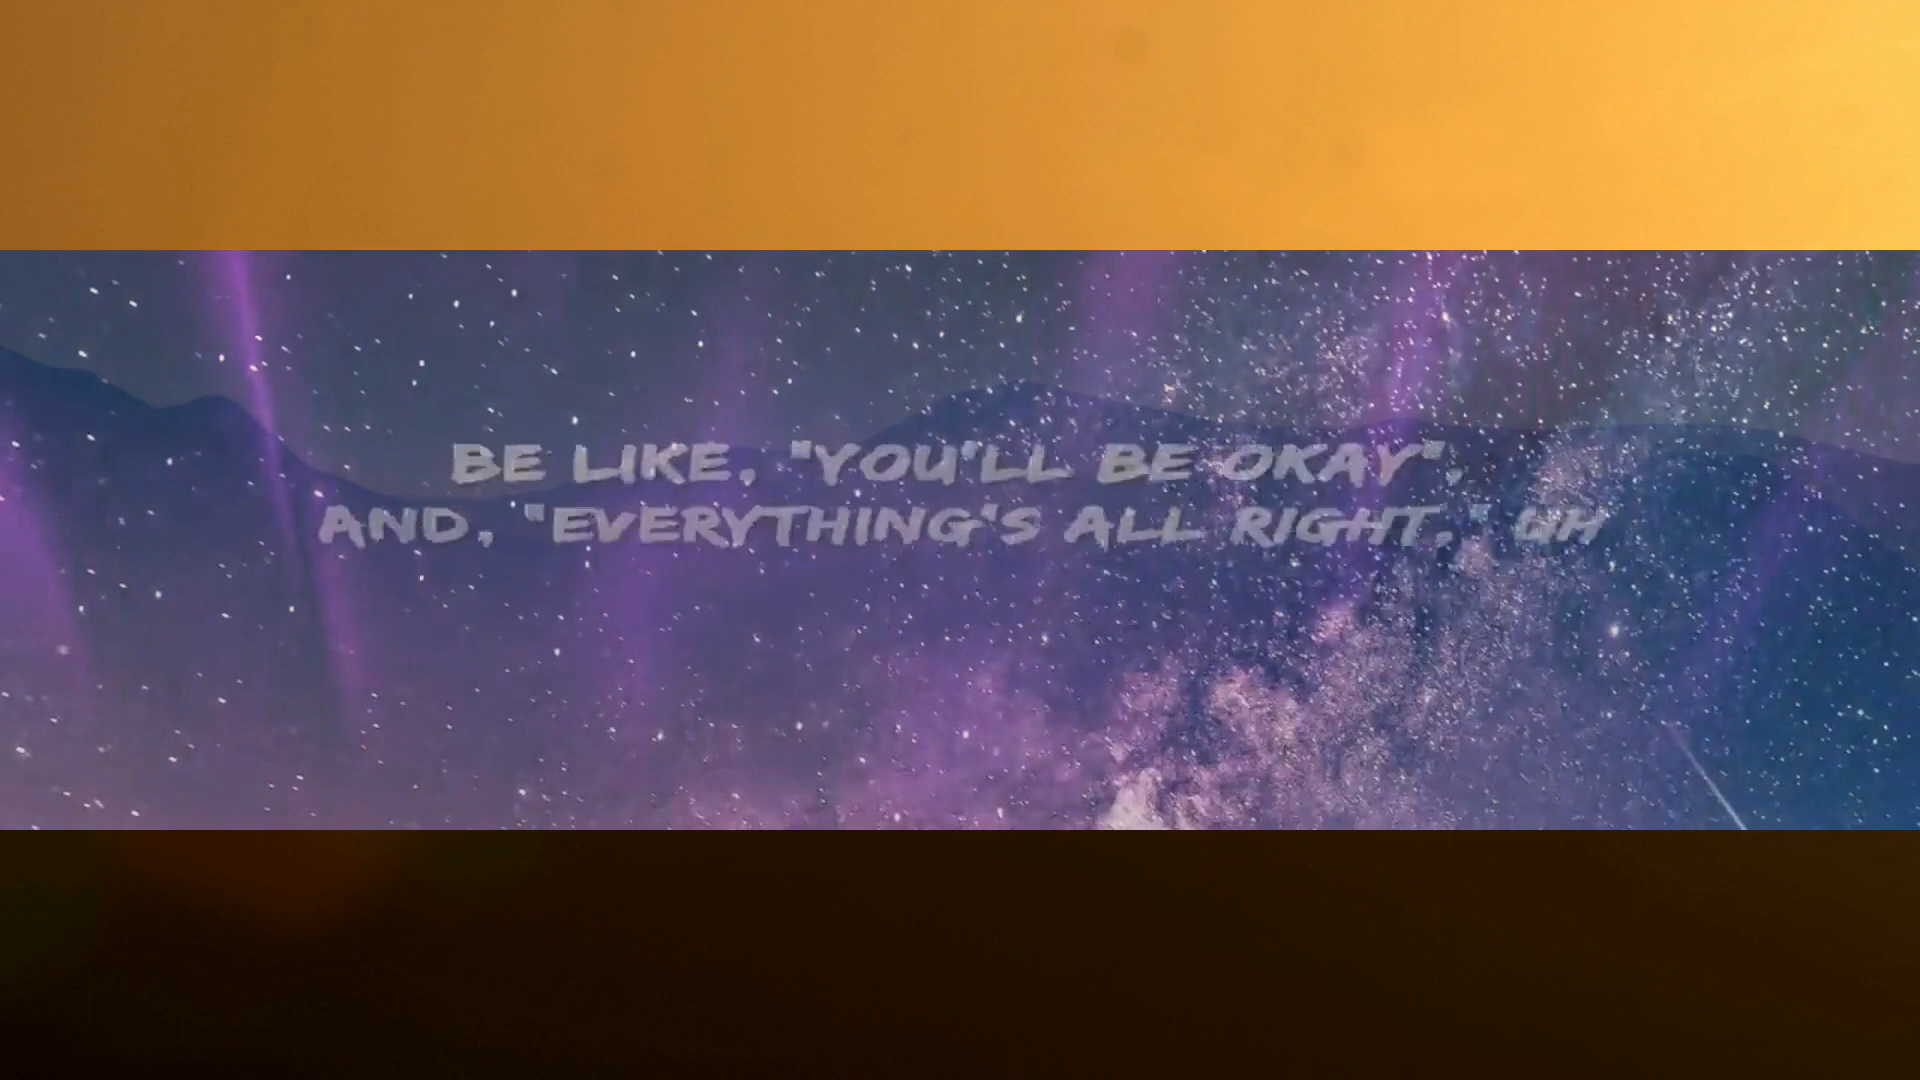 BE LIKE, "YOU'LL BE OKAY",
AND, "EVERYTHING'S ALL RIGHT," UH